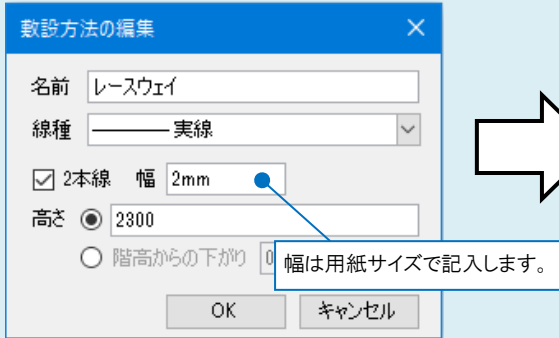 敷設方法の編集
名前 レースウェイ
線種 実線
2本線 幅 2mm
高さ 2300
階高からの下がり 0
幅は用紙サイズで記入します。
OK キャンセル